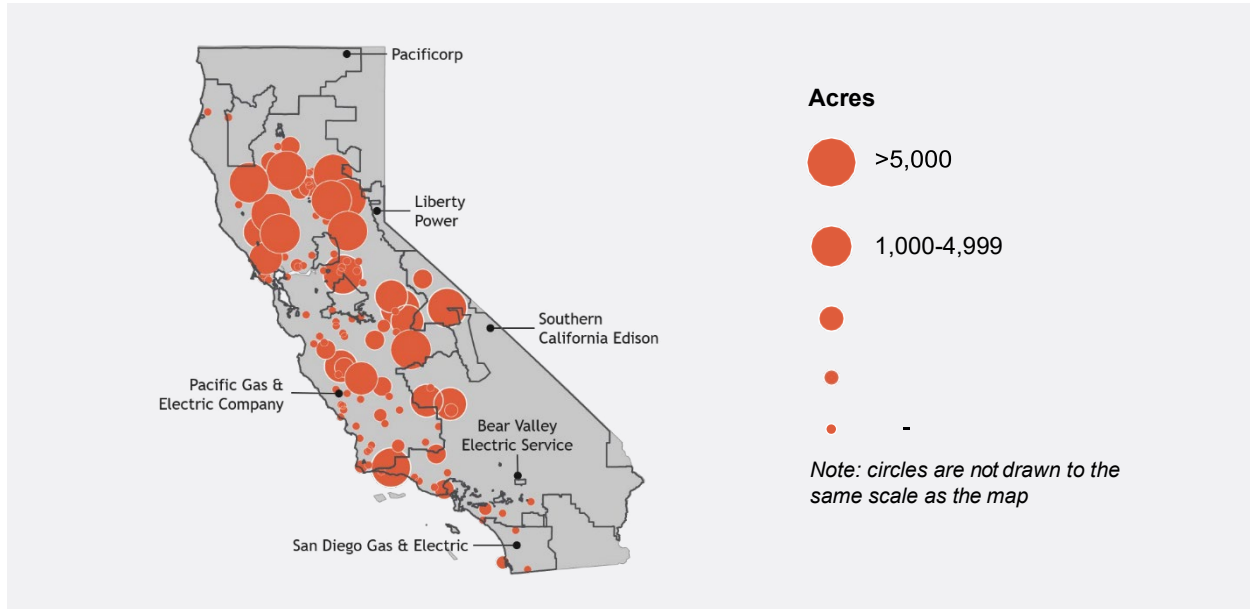 Pacificorp
Liberty
Power
Southern
California Edison
Pacific Gas &
Electric Company
Bear Valley
Electric Service
San Diego Gas & Electric
Acres
>5,000
1,000-4,999
-
Note: circles are not drawn to the
same scale as the map